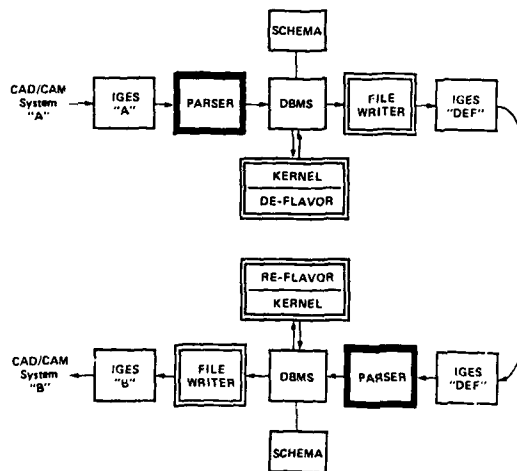 SCHEMA
CAD/CAM
System
"A"
IGES
"A"
PARSER
DBMS
FILE
WRITER
IGES
"DEF"
KERNEL
DE-FLAVOR
RE-FLAVOR
KERNEL
CAD/CAM
System
"B"
IGES
"B"
FILE
WRITER
DBMS
PARSER
IGES
"DEF"
SCHEMA